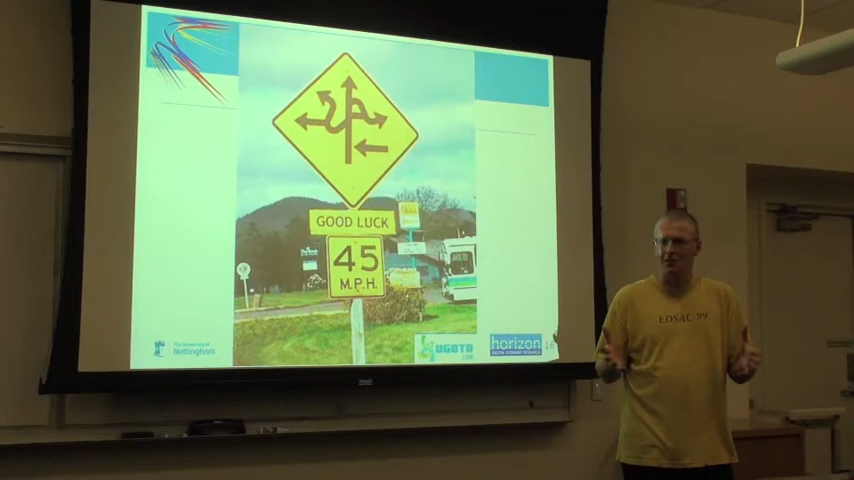 GOOD LUCK
45
M.P.H.
The University of
Nottingham
horizon
DIGITAL ECONOMY RESEARCH
16
EDSAC 99